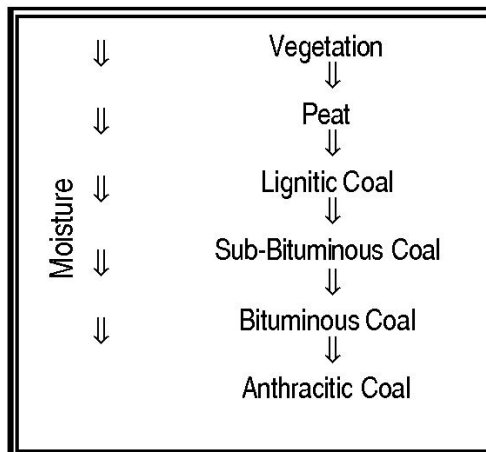 Vegetation
Peat
Lignitic Coal
Sub-Bituminous Coal
Bituminous Coal
Anthracitic Coal
Moisture